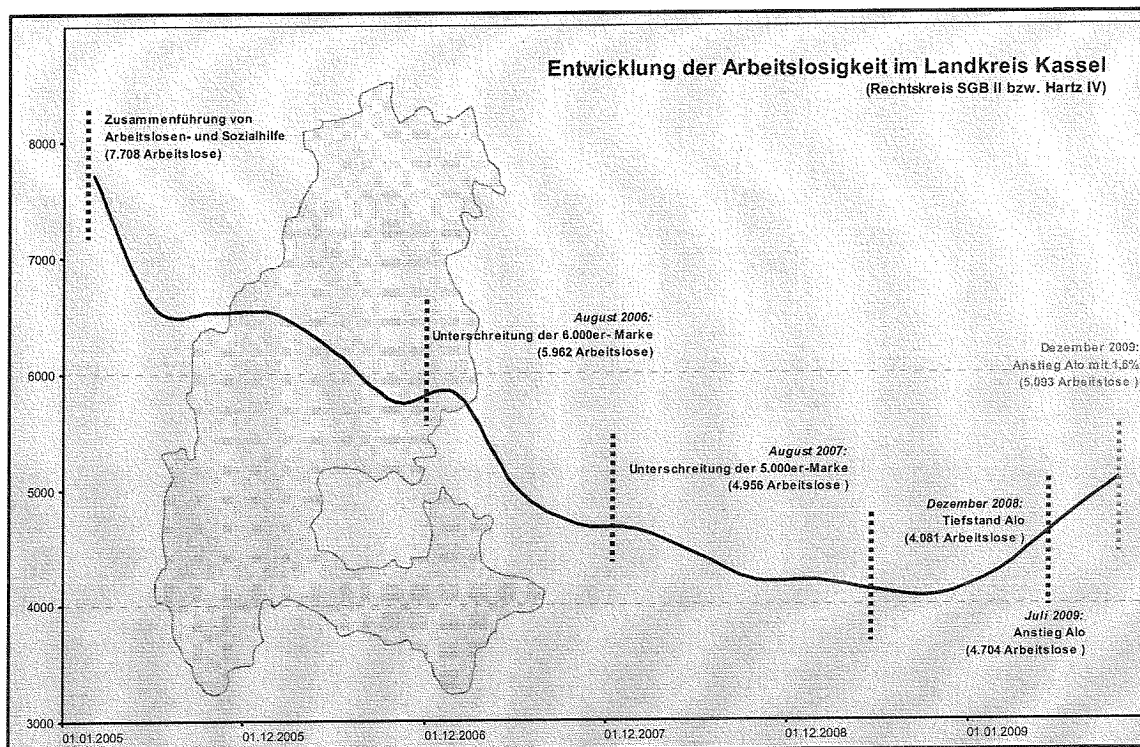 Entwicklung der Arbeitslosigkeit im Landkreis Kassel
(Rechtskreis SGB II bzw. Hartz IV)
Zusammenführung von
Arbeitslosen- und Sozialhilfe
(7.708 Arbeitslose)
August 2006:
Unterschreitung der 6.000er- Marke
(5.962 Arbeitslose)
August 2007:
Unterschreitung der 5.000er-Marke
(4.956 Arbeitslose )
Dezember 2008:
Tiefstand Alo
(4.081 Arbeitslose )
Juli 2009:
Anstieg Alo
(4.704 Arbeitslose )
Dezember 2009:
Anstieg Alo mit 1,6%
(5.093 Arbeitslose )
8000
7000
6000
5000
4000
3000
01.01.2005 01.12.2005 01.12.2006 01.12.2007 01.12.2008 01.01.2009